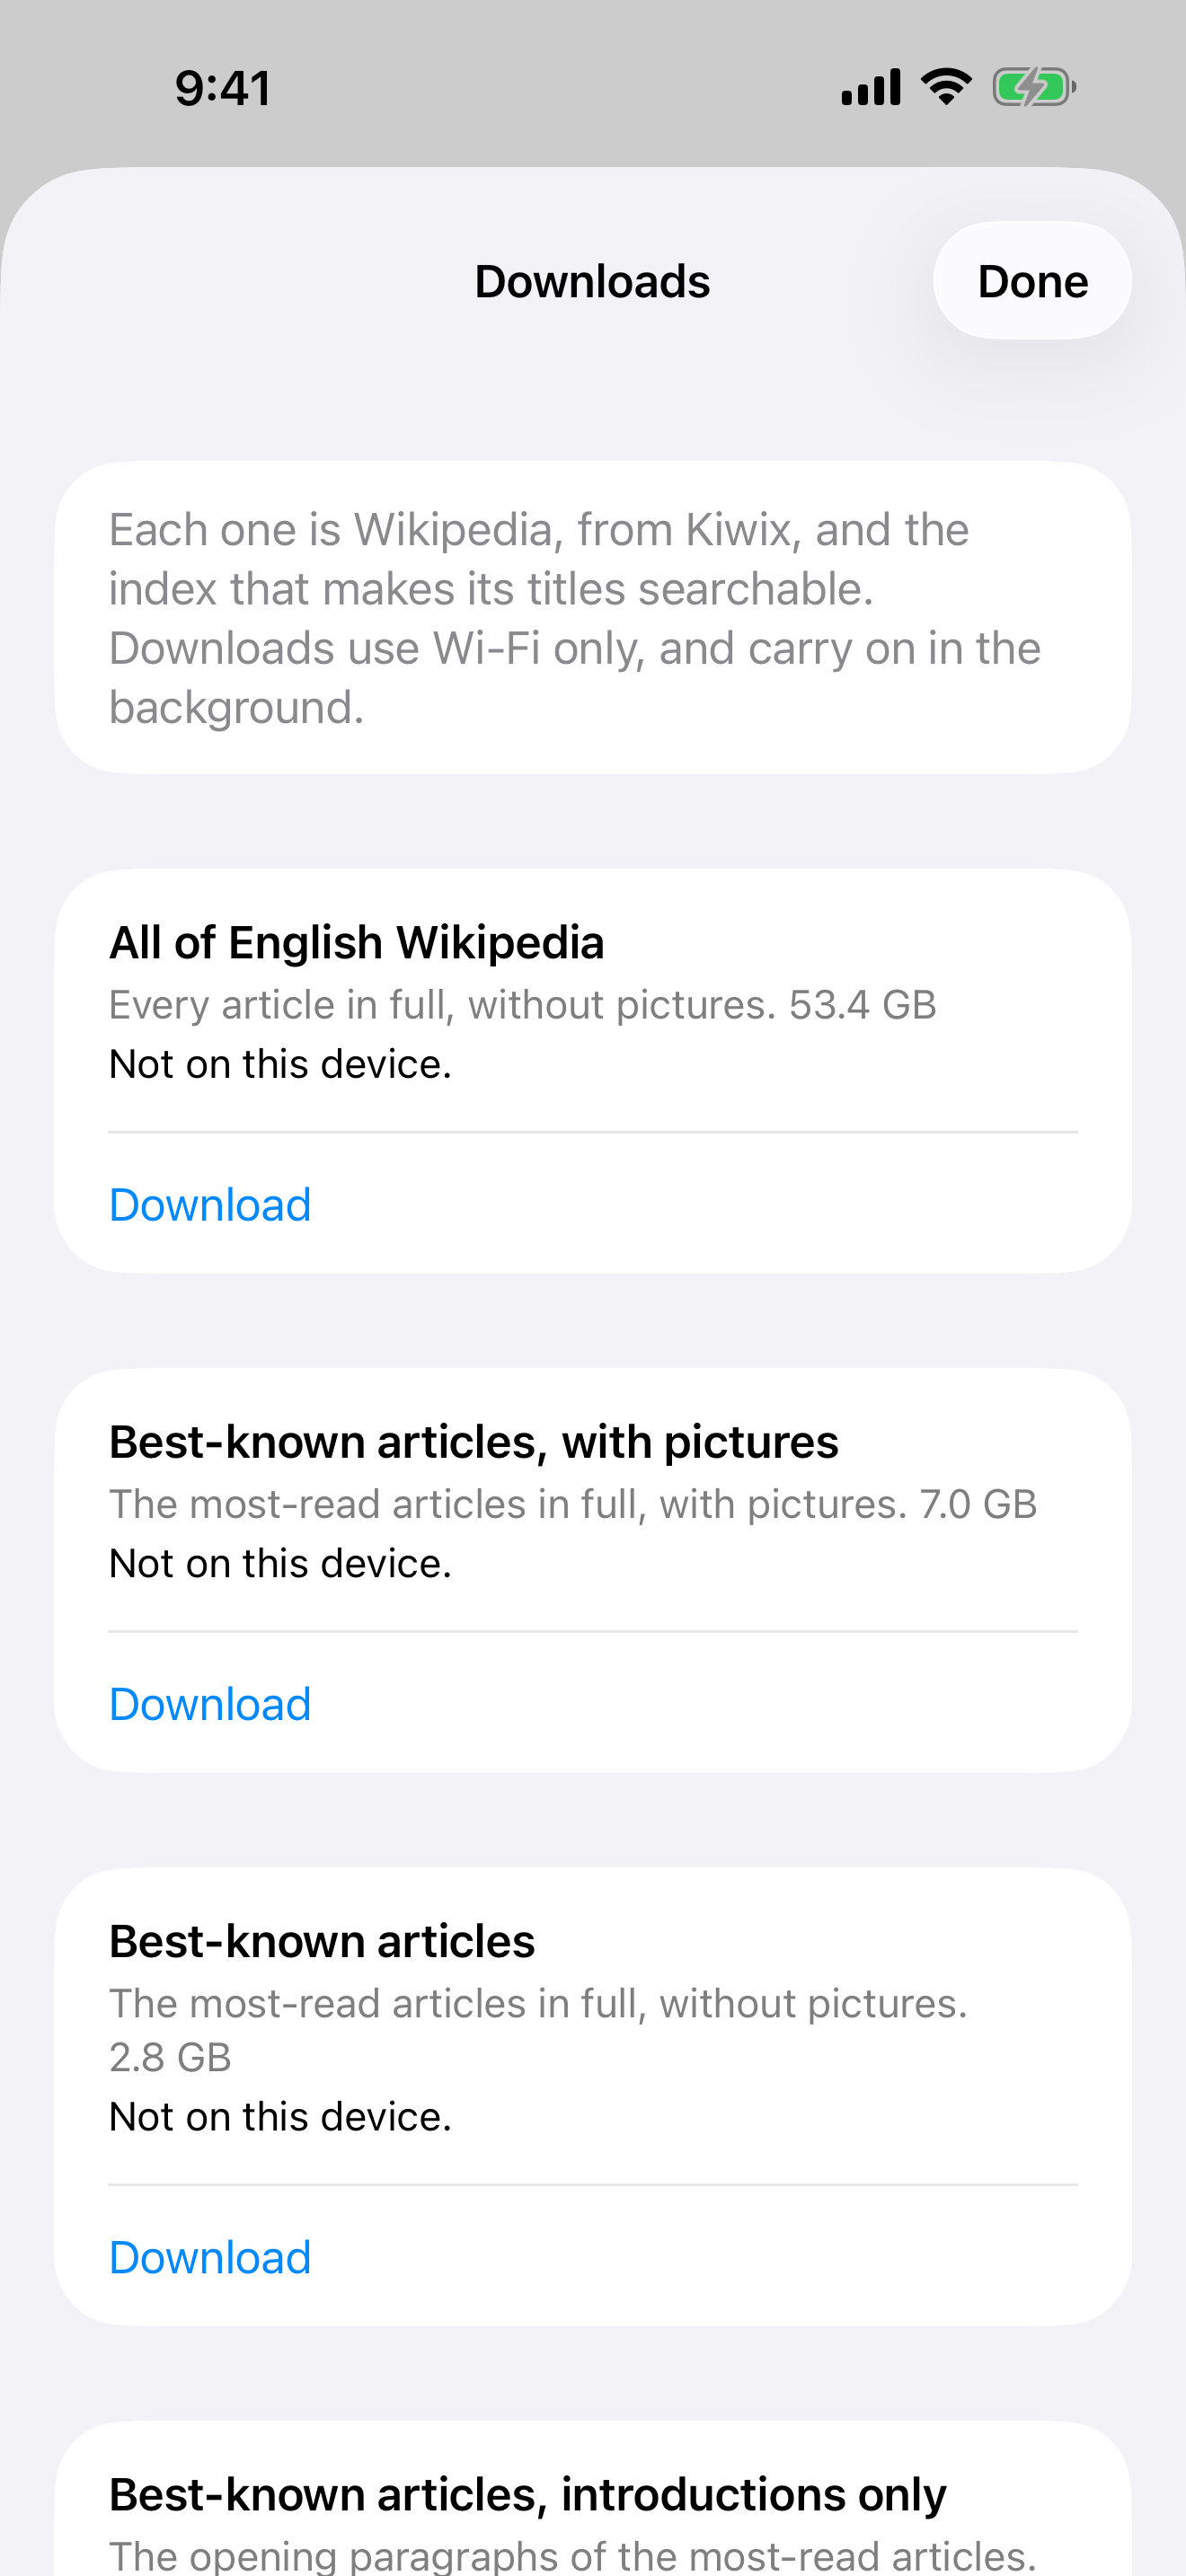 9:41
Downloads
Done
Each one is Wikipedia, from Kiwix, and the
index that makes its titles searchable.
Downloads use Wi-Fi only, and carry on in the
background.
All of English Wikipedia
Every article in full, without pictures. 53.4 GB
Not on this device.
Download
Best-known articles, with pictures
The most-read articles in full, with pictures. 7.0 GB
Not on this device.
Download
Best-known articles
The most-read articles in full, without pictures.
2.8 GB
Not on this device.
Download
Best-known articles, introductions only
The opening paragraphs of the most-read articles.